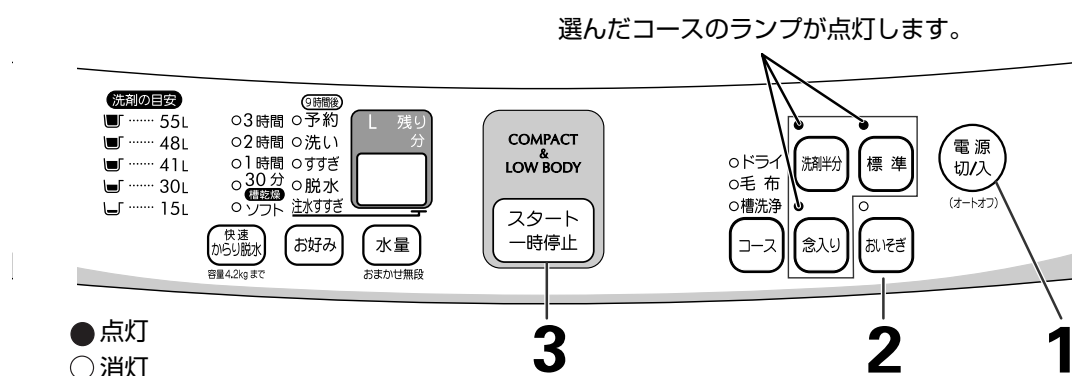 選んだコースのランプが点灯します。
洗剤の目安
55L
48L
41L
30L
15L
3時間
2時間
1時間
30分
槽乾燥
ソフト
9時間後
予約
洗い
すすぎ
脱水
注水すすぎ
L 残り
分
快速
からり脱水
容量4.2kgまで
お好み
水量
おまかせ無段
COMPACT
&
LOW BODY
スタート
一時停止
ドライ
毛布
槽洗浄
コース
洗剤半分
標準
念入り
おいそぎ
電源
切/入
(オートオフ)
3
2
1
●点灯
○消灯